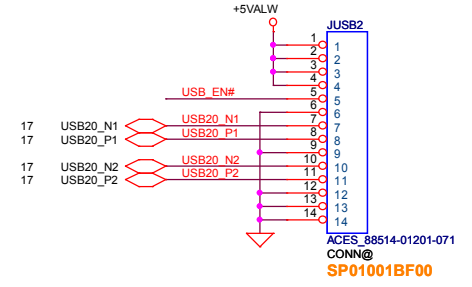 +5VALW
JUSB2
1 1
2 2
3 3
4 4
USB_EN# 5 5
6 6
17 USB20_N1 USB20_N1 7 7
17 USB20_P1 USB20_P1 8 8
9 9
17 USB20_N2 USB20_N2 10 10
17 USB20_P2 USB20_P2 11 11
12 12
13 13
14 14
ACES_88514-01201-071
CONN@
SP01001BF00